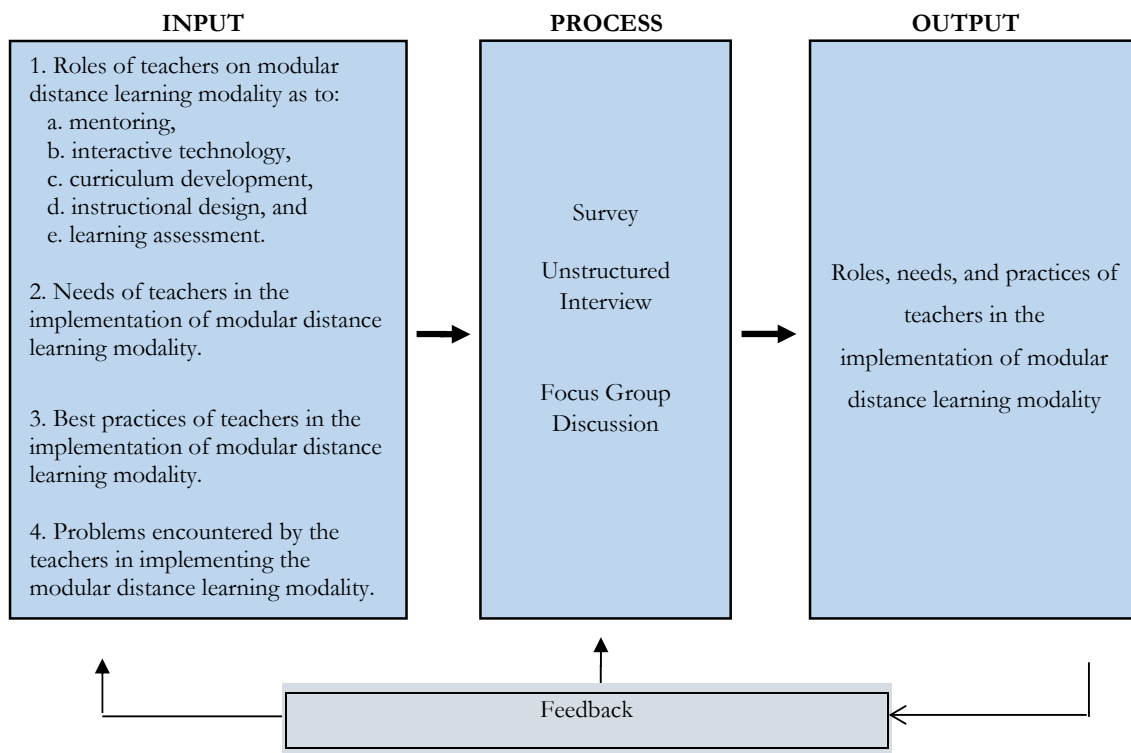 INPUT
1. Roles of teachers on modular
distance learning modality as to:
a. mentoring,
b. interactive technology,
c. curriculum development,
d. instructional design, and
e. learning assessment.
2. Needs of teachers in the
implementation of modular distance
learning modality.
3. Best practices of teachers in the
implementation of modular distance
learning modality.
4. Problems encountered by the
teachers in implementing the
modular distance learning modality.
PROCESS
Survey
Unstructured
Interview
Focus Group
Discussion
OUTPUT
Roles, needs, and practices of
teachers in the
implementation of modular
distance learning modality
Feedback